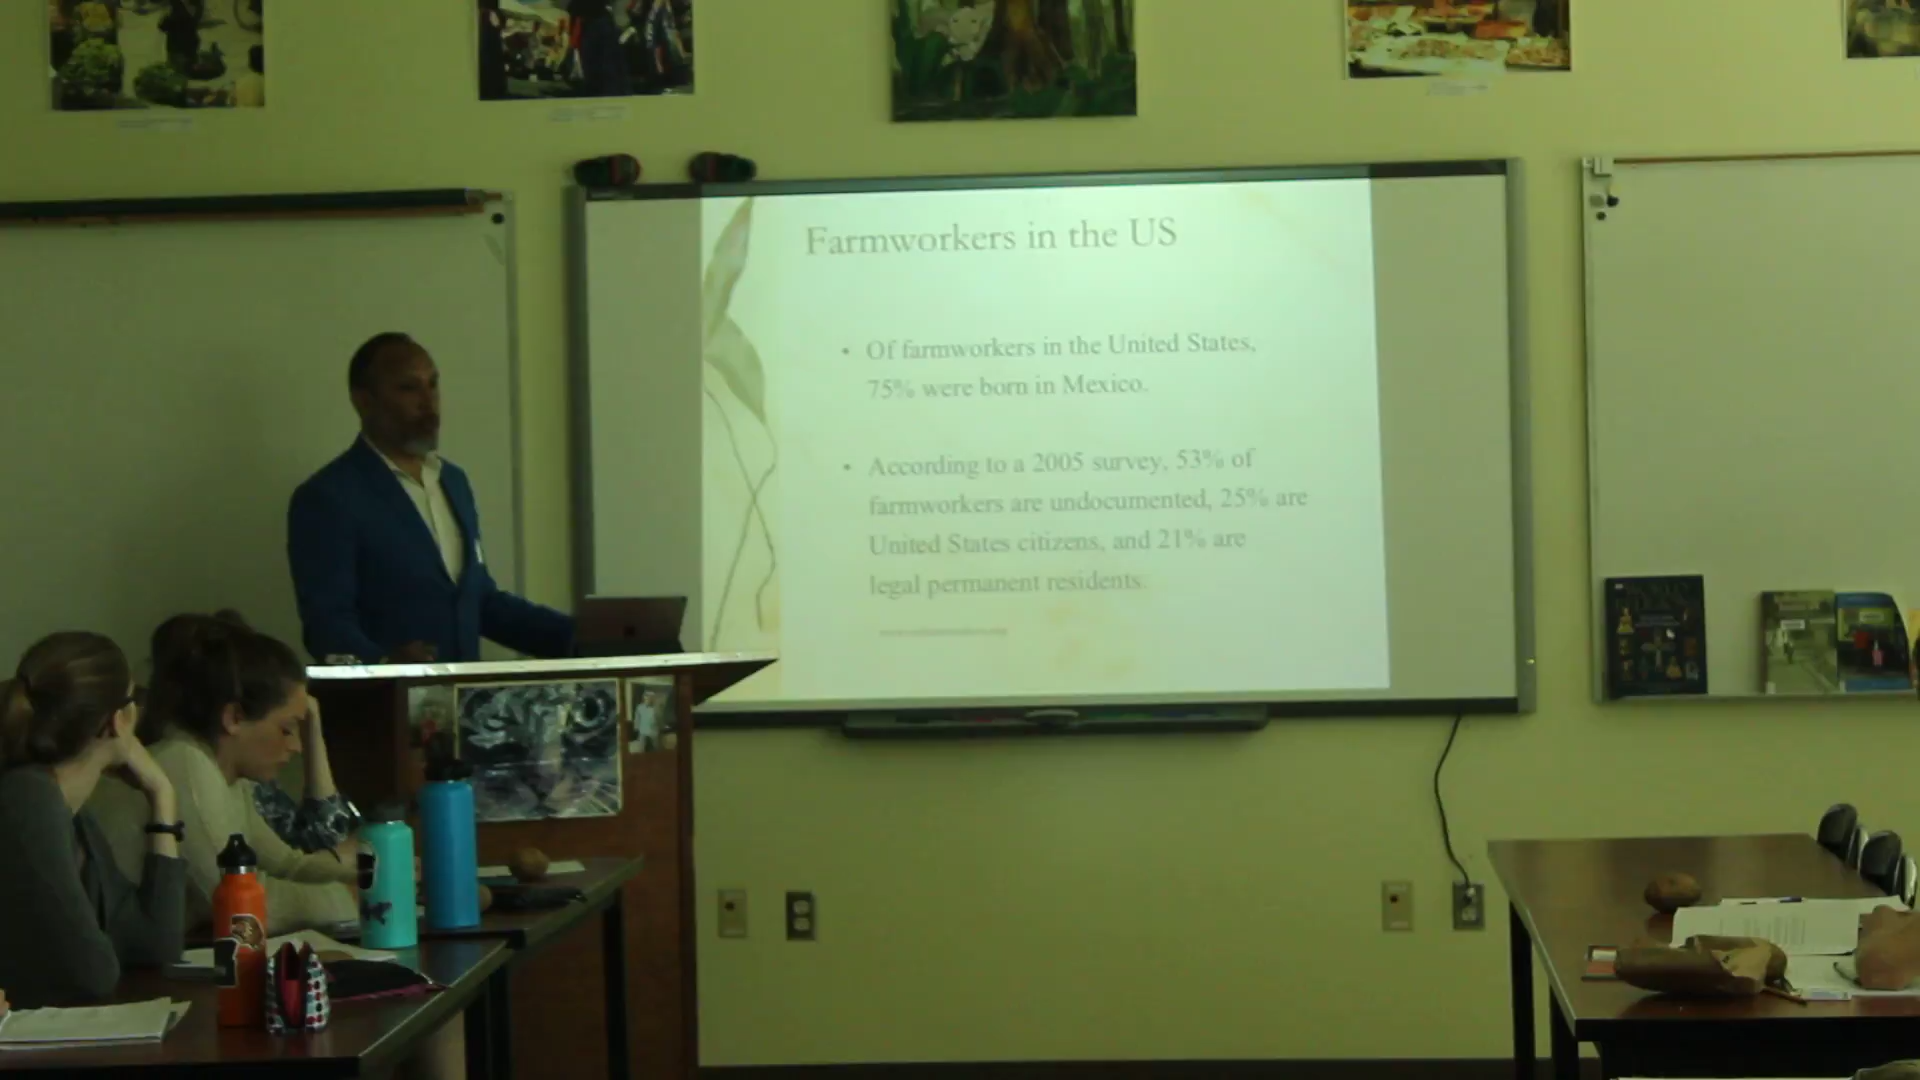 Farmworkers in the US
• Of farmworkers in the United States,
75% were born in Mexico.
• According to a 2005 survey, 53% of
farmworkers are undocumented, 25% are
United States citizens, and 21% are
legal permanent residents.